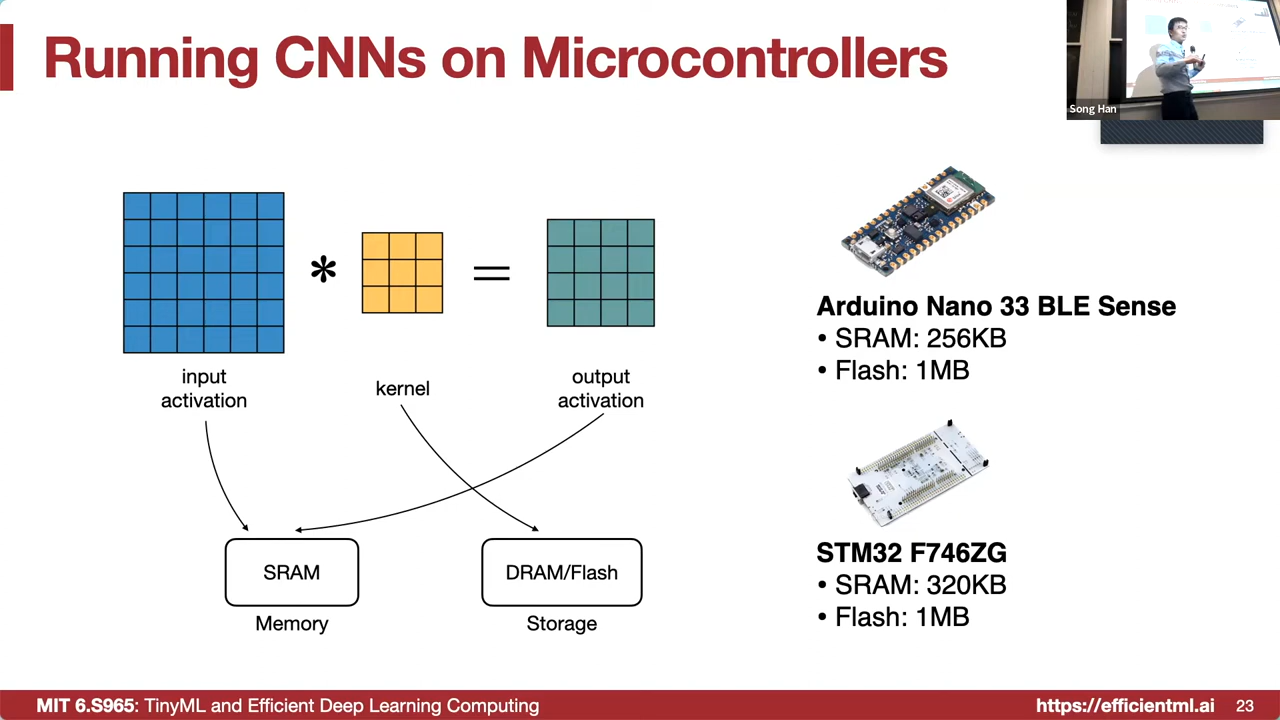 Running CNNs on Microcontrollers
Song Han
*
=
input
activation
kernel
output
activation
SRAM
Memory
DRAM/Flash
Storage
Arduino Nano 33 BLE Sense
• SRAM: 256KB
• Flash: 1MB
STM32 F746ZG
• SRAM: 320KB
• Flash: 1MB
MIT 6.S965: TinyML and Efficient Deep Learning Computing
https://efficientml.ai
23